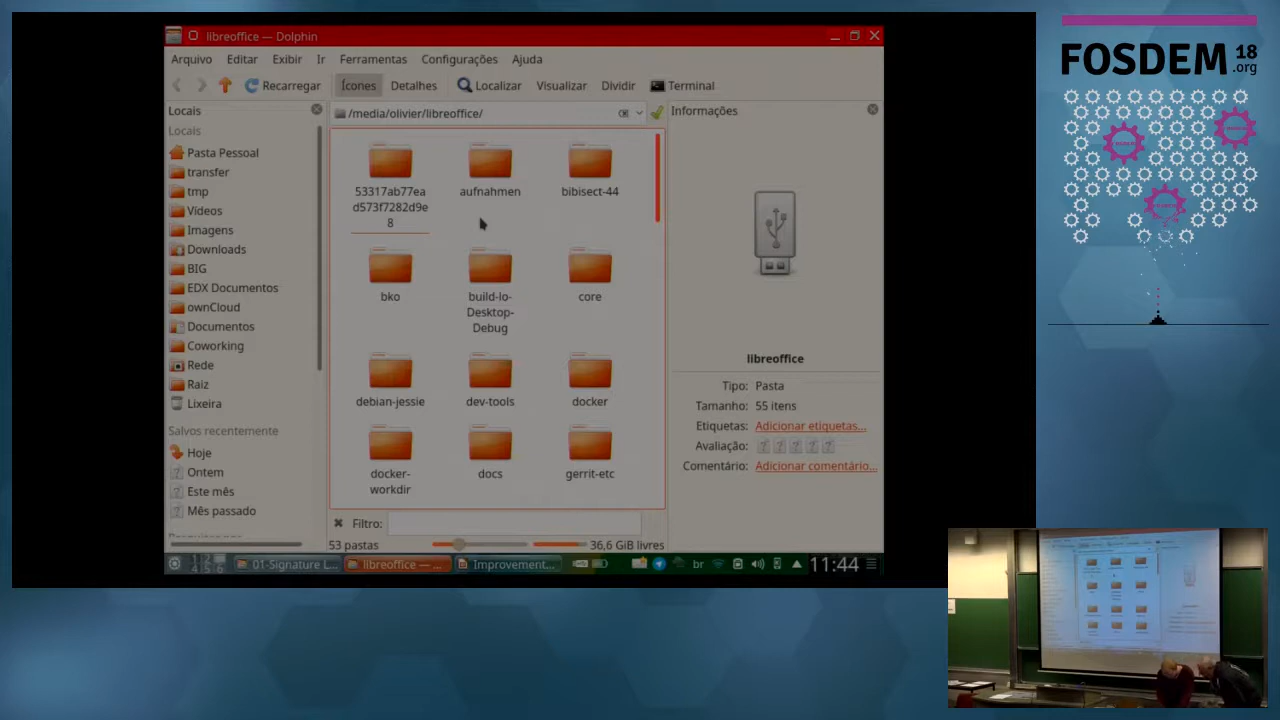 libreoffice — Dolphin
Arquivo Editar Exibir Ir Ferramentas Configurações Ajuda
Recarregar Ícones Detalhes Localizar Visualizar Dividir Terminal
Locais
Locais
Pasta Pessoal
transfer
tmp
Vídeos
Imagens
Downloads
BIG
EDX Documentos
ownCloud
Documentos
Coworking
Rede
Raiz
Lixeira
Salvos recentemente
Hoje
Ontem
Este mês
Mês passado
/media/olivier/libreoffice/
53317ab77ea
d573f7282d9e
8
aufnahmen
bibisect-44
bko
build-lo-
Desktop-
Debug
core
debian-jessie
dev-tools
docker
docker-
workdir
docs
gerrit-etc
Filtro:
53 pastas
36,6 GiB livres
Informações
libreoffice
Tipo: Pasta
Tamanho: 55 itens
Etiquetas: Adicionar etiquetas...
Avaliação:
Comentário: Adicionar comentário...
01-Signature L...
libreoffice — ...
Improvement...
br
11:44
FOSDEM 18
.org